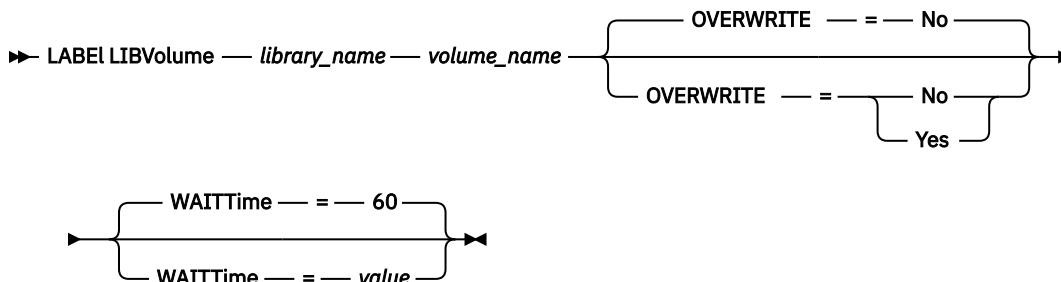 OVERWRITE = No
LABEl LIBVolume library_name volume_name
OVERWRITE = No
Yes
WAITTime = 60
WAITTime = value